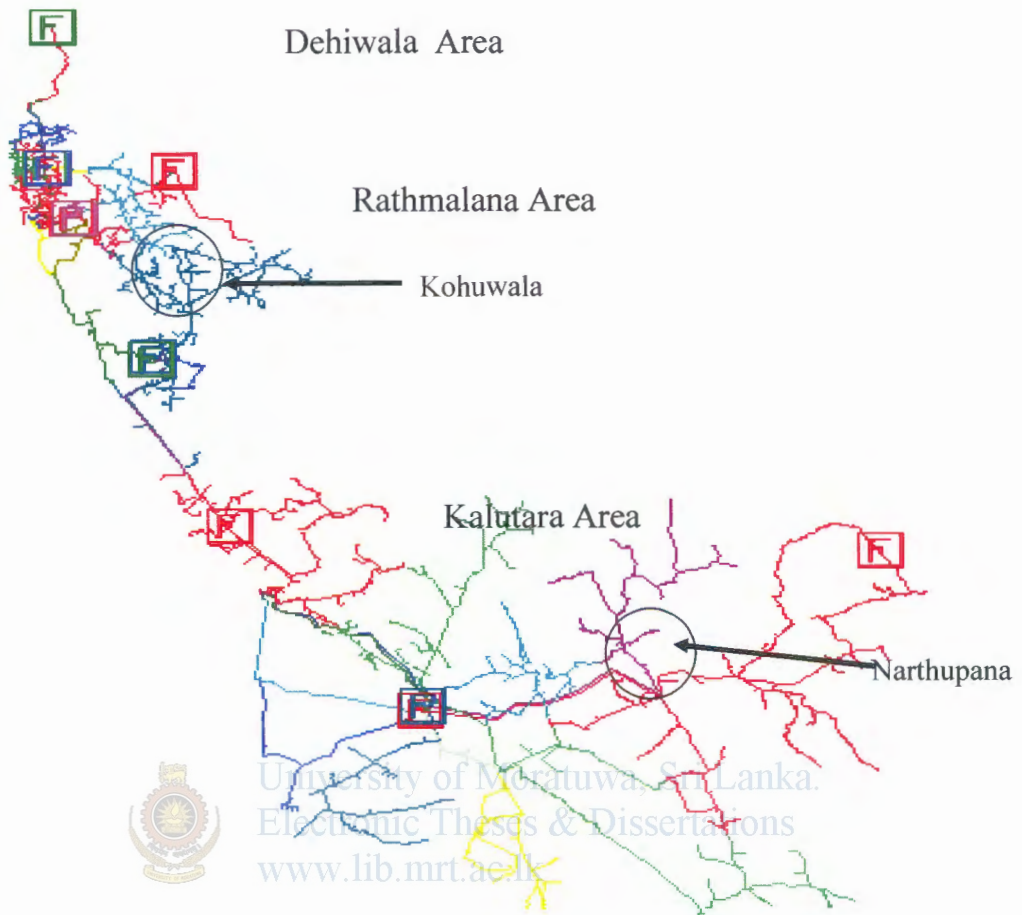 F
Dehiwala Area
F
F
Rathmalana Area
F
Kohuwala
F
Kalutara Area
F
F
Narthupana
F
University of Moratuwa, Sri Lanka.
Electronic Theses & Dissertations
www.lib.mrt.ac.lk